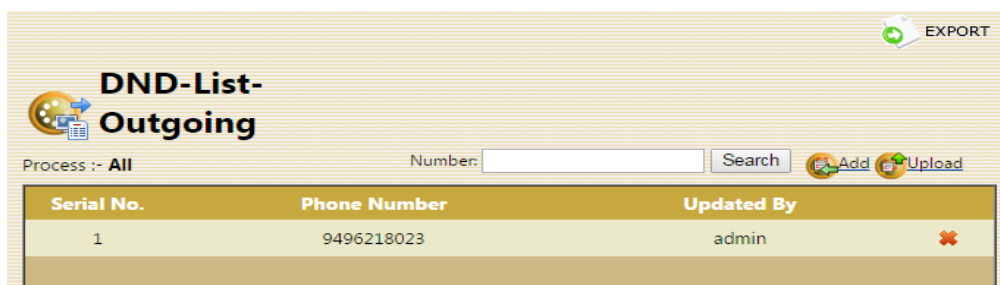 EXPORT
DND-List-
Outgoing
Process :- All Number: Search Add Upload
Serial No. Phone Number Updated By
1 9496218023 admin